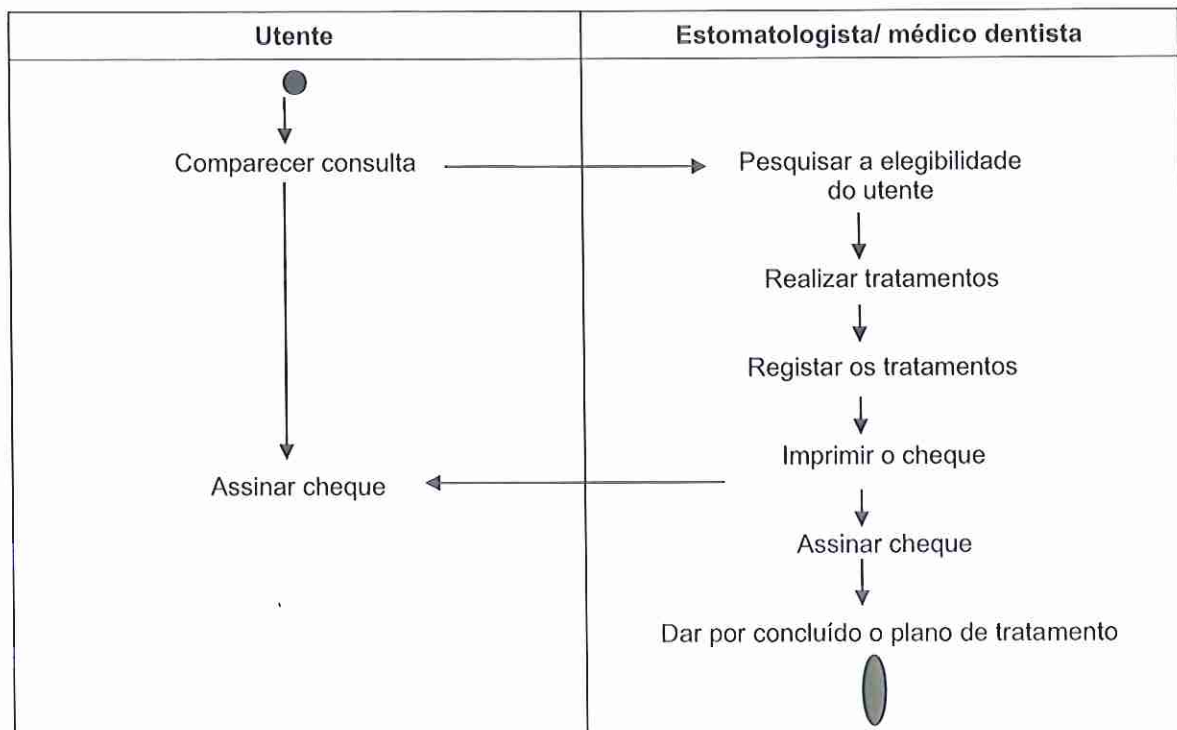 Utente
Estomatologista/ médico dentista
Comparecer consulta
Pesquisar a elegibilidade
do utente
Realizar tratamentos
Registar os tratamentos
Imprimir o cheque
Assinar cheque
Assinar cheque
Dar por concluído o plano de tratamento